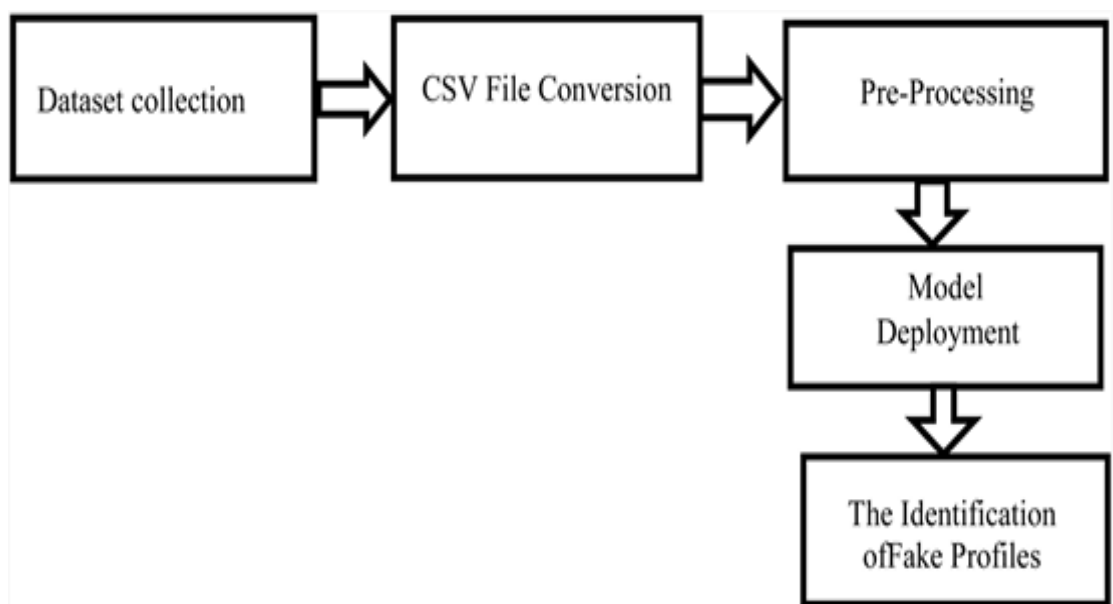 Dataset collection
CSV File Conversion
Pre-Processing
Model
Deployment
The Identification
ofFake Profiles